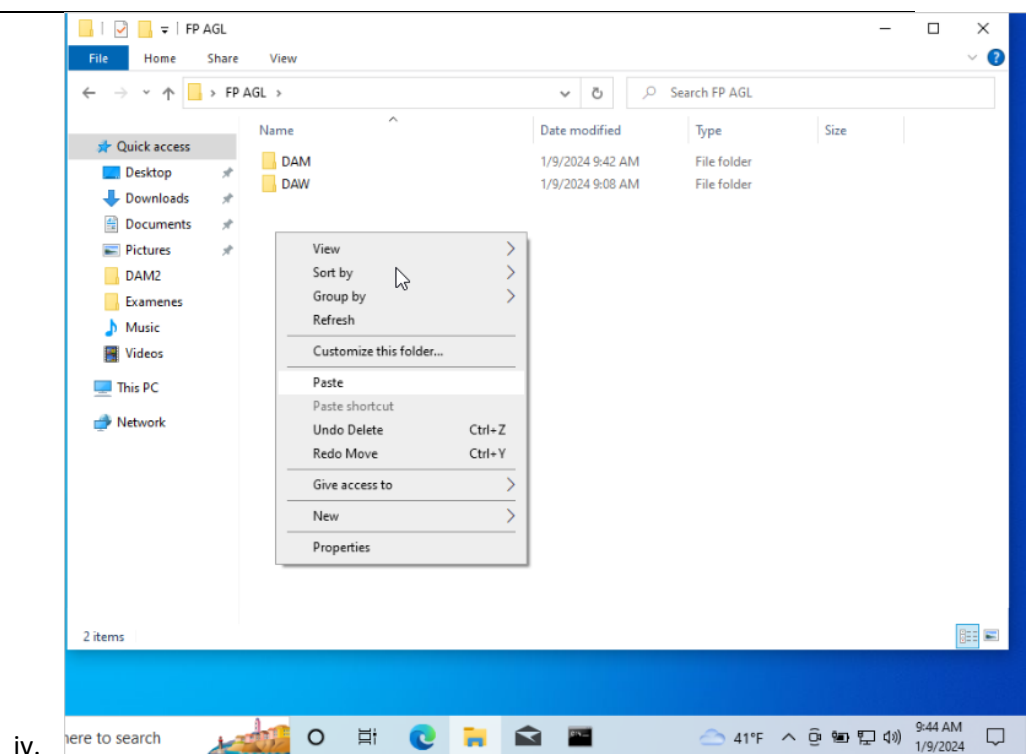 FP AGL
File Home Share View
FP AGL
Search FP AGL
Name Date modified Type Size
Quick access
Desktop
Downloads
Documents
Pictures
DAM2
Examenes
Music
Videos
This PC
Network
DAM 1/9/2024 9:42 AM File folder
DAW 1/9/2024 9:08 AM File folder
View
Sort by
Group by
Refresh
Customize this folder...
Paste
Paste shortcut
Undo Delete Ctrl+Z
Redo Move Ctrl+Y
Give access to
New
Properties
2 items
iv.
here to search
41°F
9:44 AM
1/9/2024